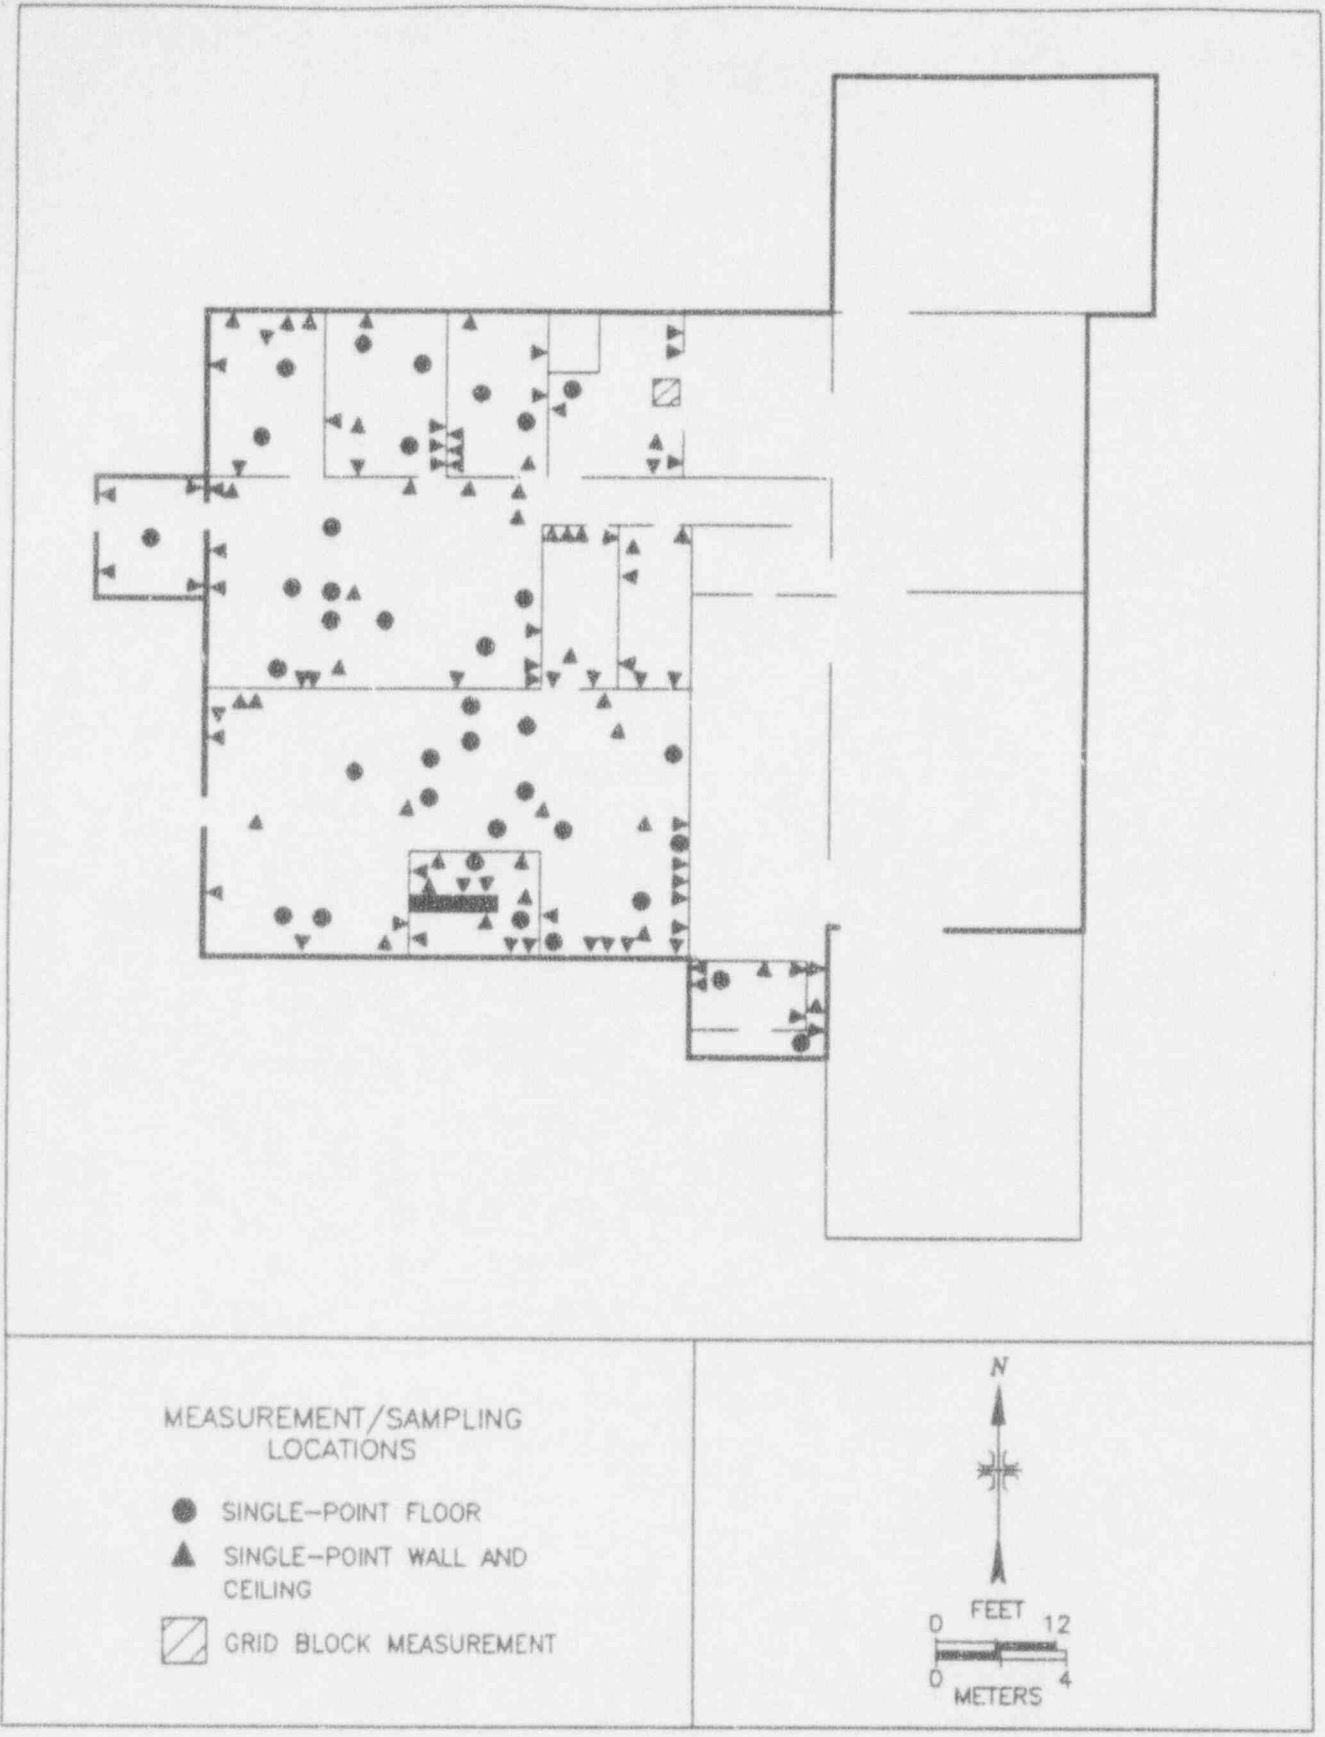 MEASUREMENT/SAMPLING
LOCATIONS
SINGLE-POINT FLOOR
SINGLE-POINT WALL AND
CEILING
GRID BLOCK MEASUREMENT
N
FEET
0 12
0 4
METERS